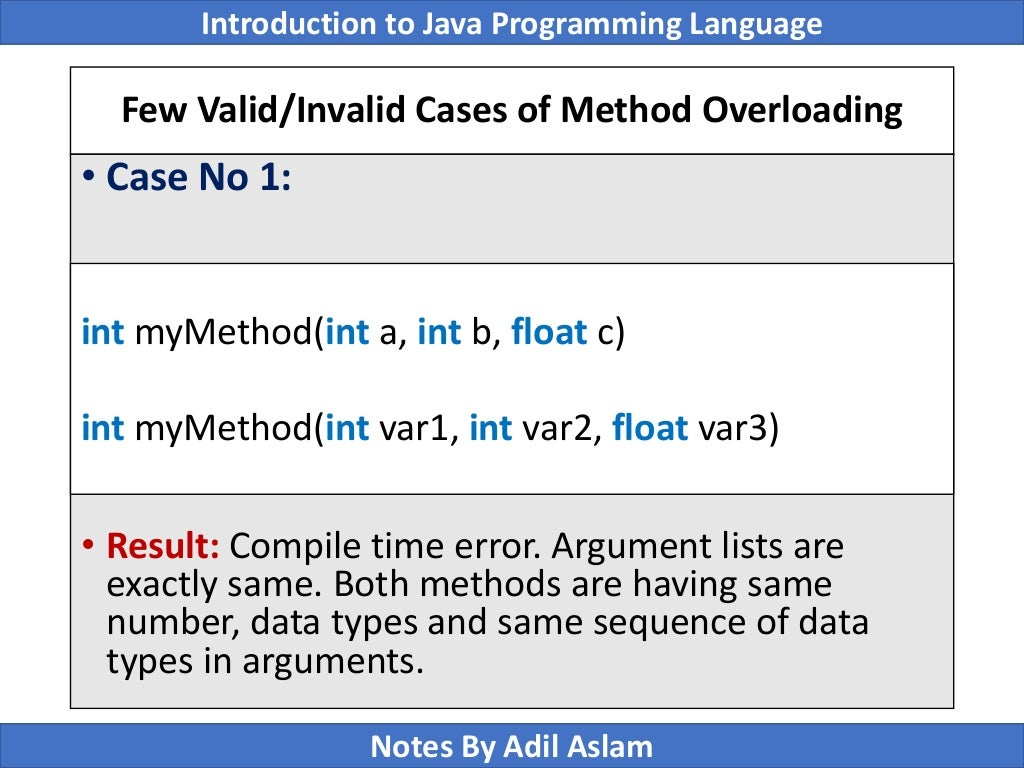 Introduction to Java Programming Language
Few Valid/Invalid Cases of Method Overloading
• Case No 1:
int myMethod(int a, int b, float c)
int myMethod(int var1, int var2, float var3)
• Result: Compile time error. Argument lists are
exactly same. Both methods are having same
number, data types and same sequence of data
types in arguments.
Notes By Adil Aslam